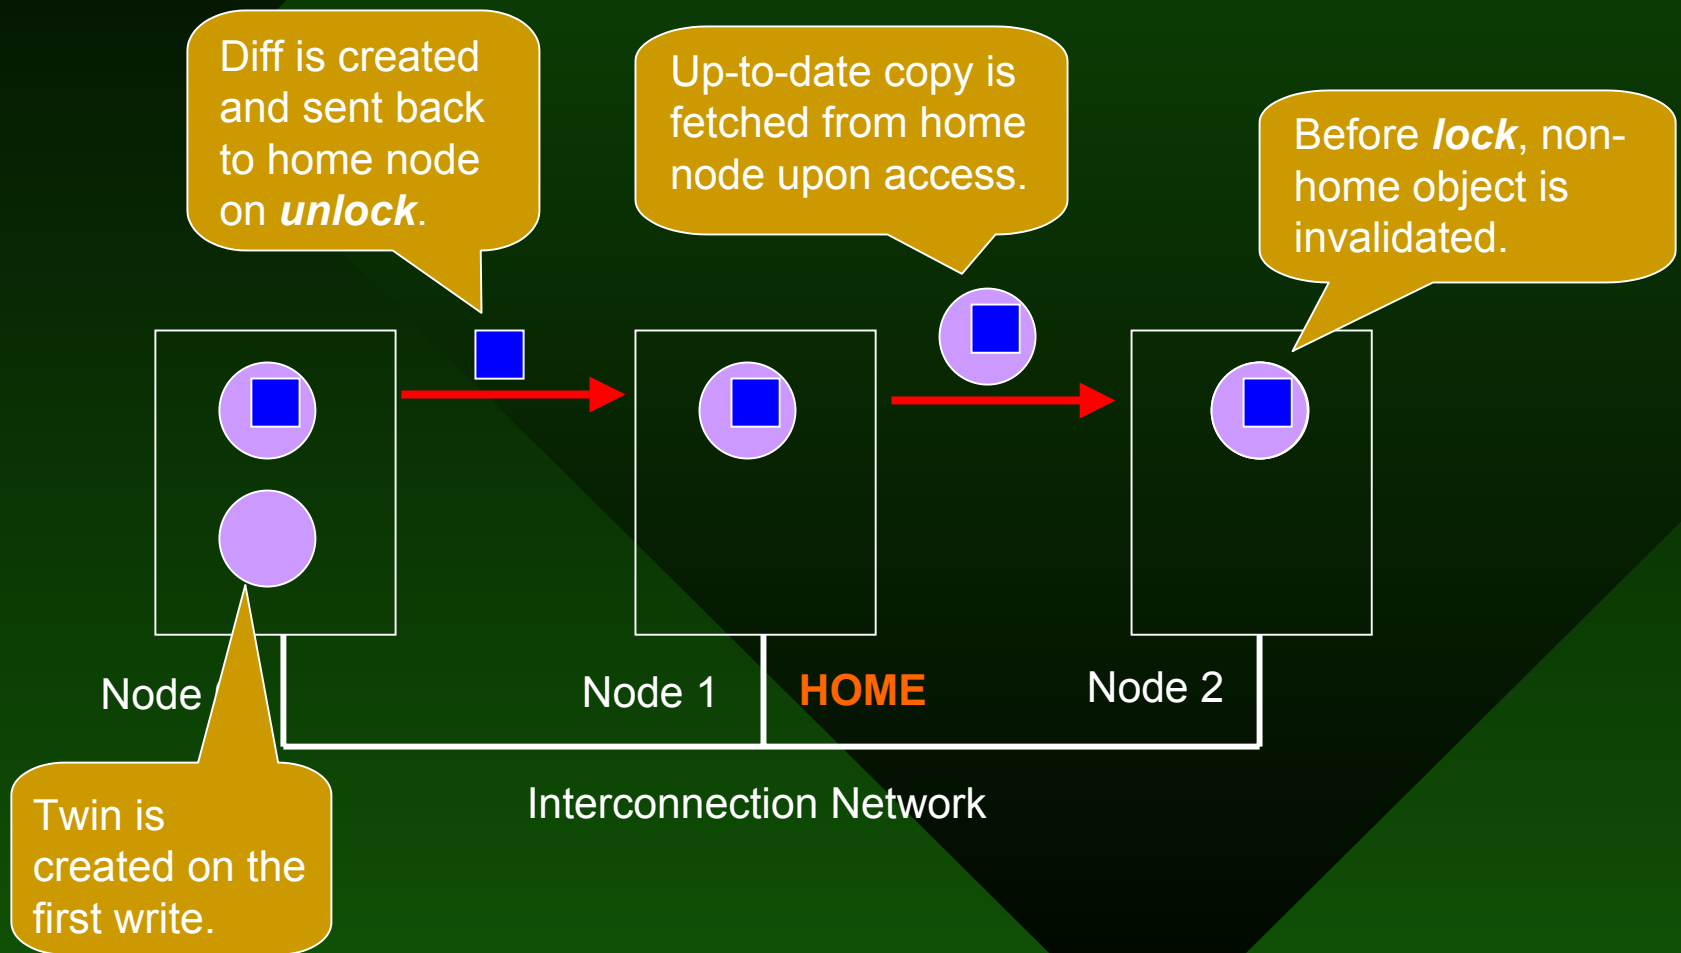 Diff is created
and sent back
to home node
on unlock.
Up-to-date copy is
fetched from home
node upon access.
Before lock, non-
home object is
invalidated.
Node
Node 1
HOME
Node 2
Interconnection Network
Twin is
created on the
first write.